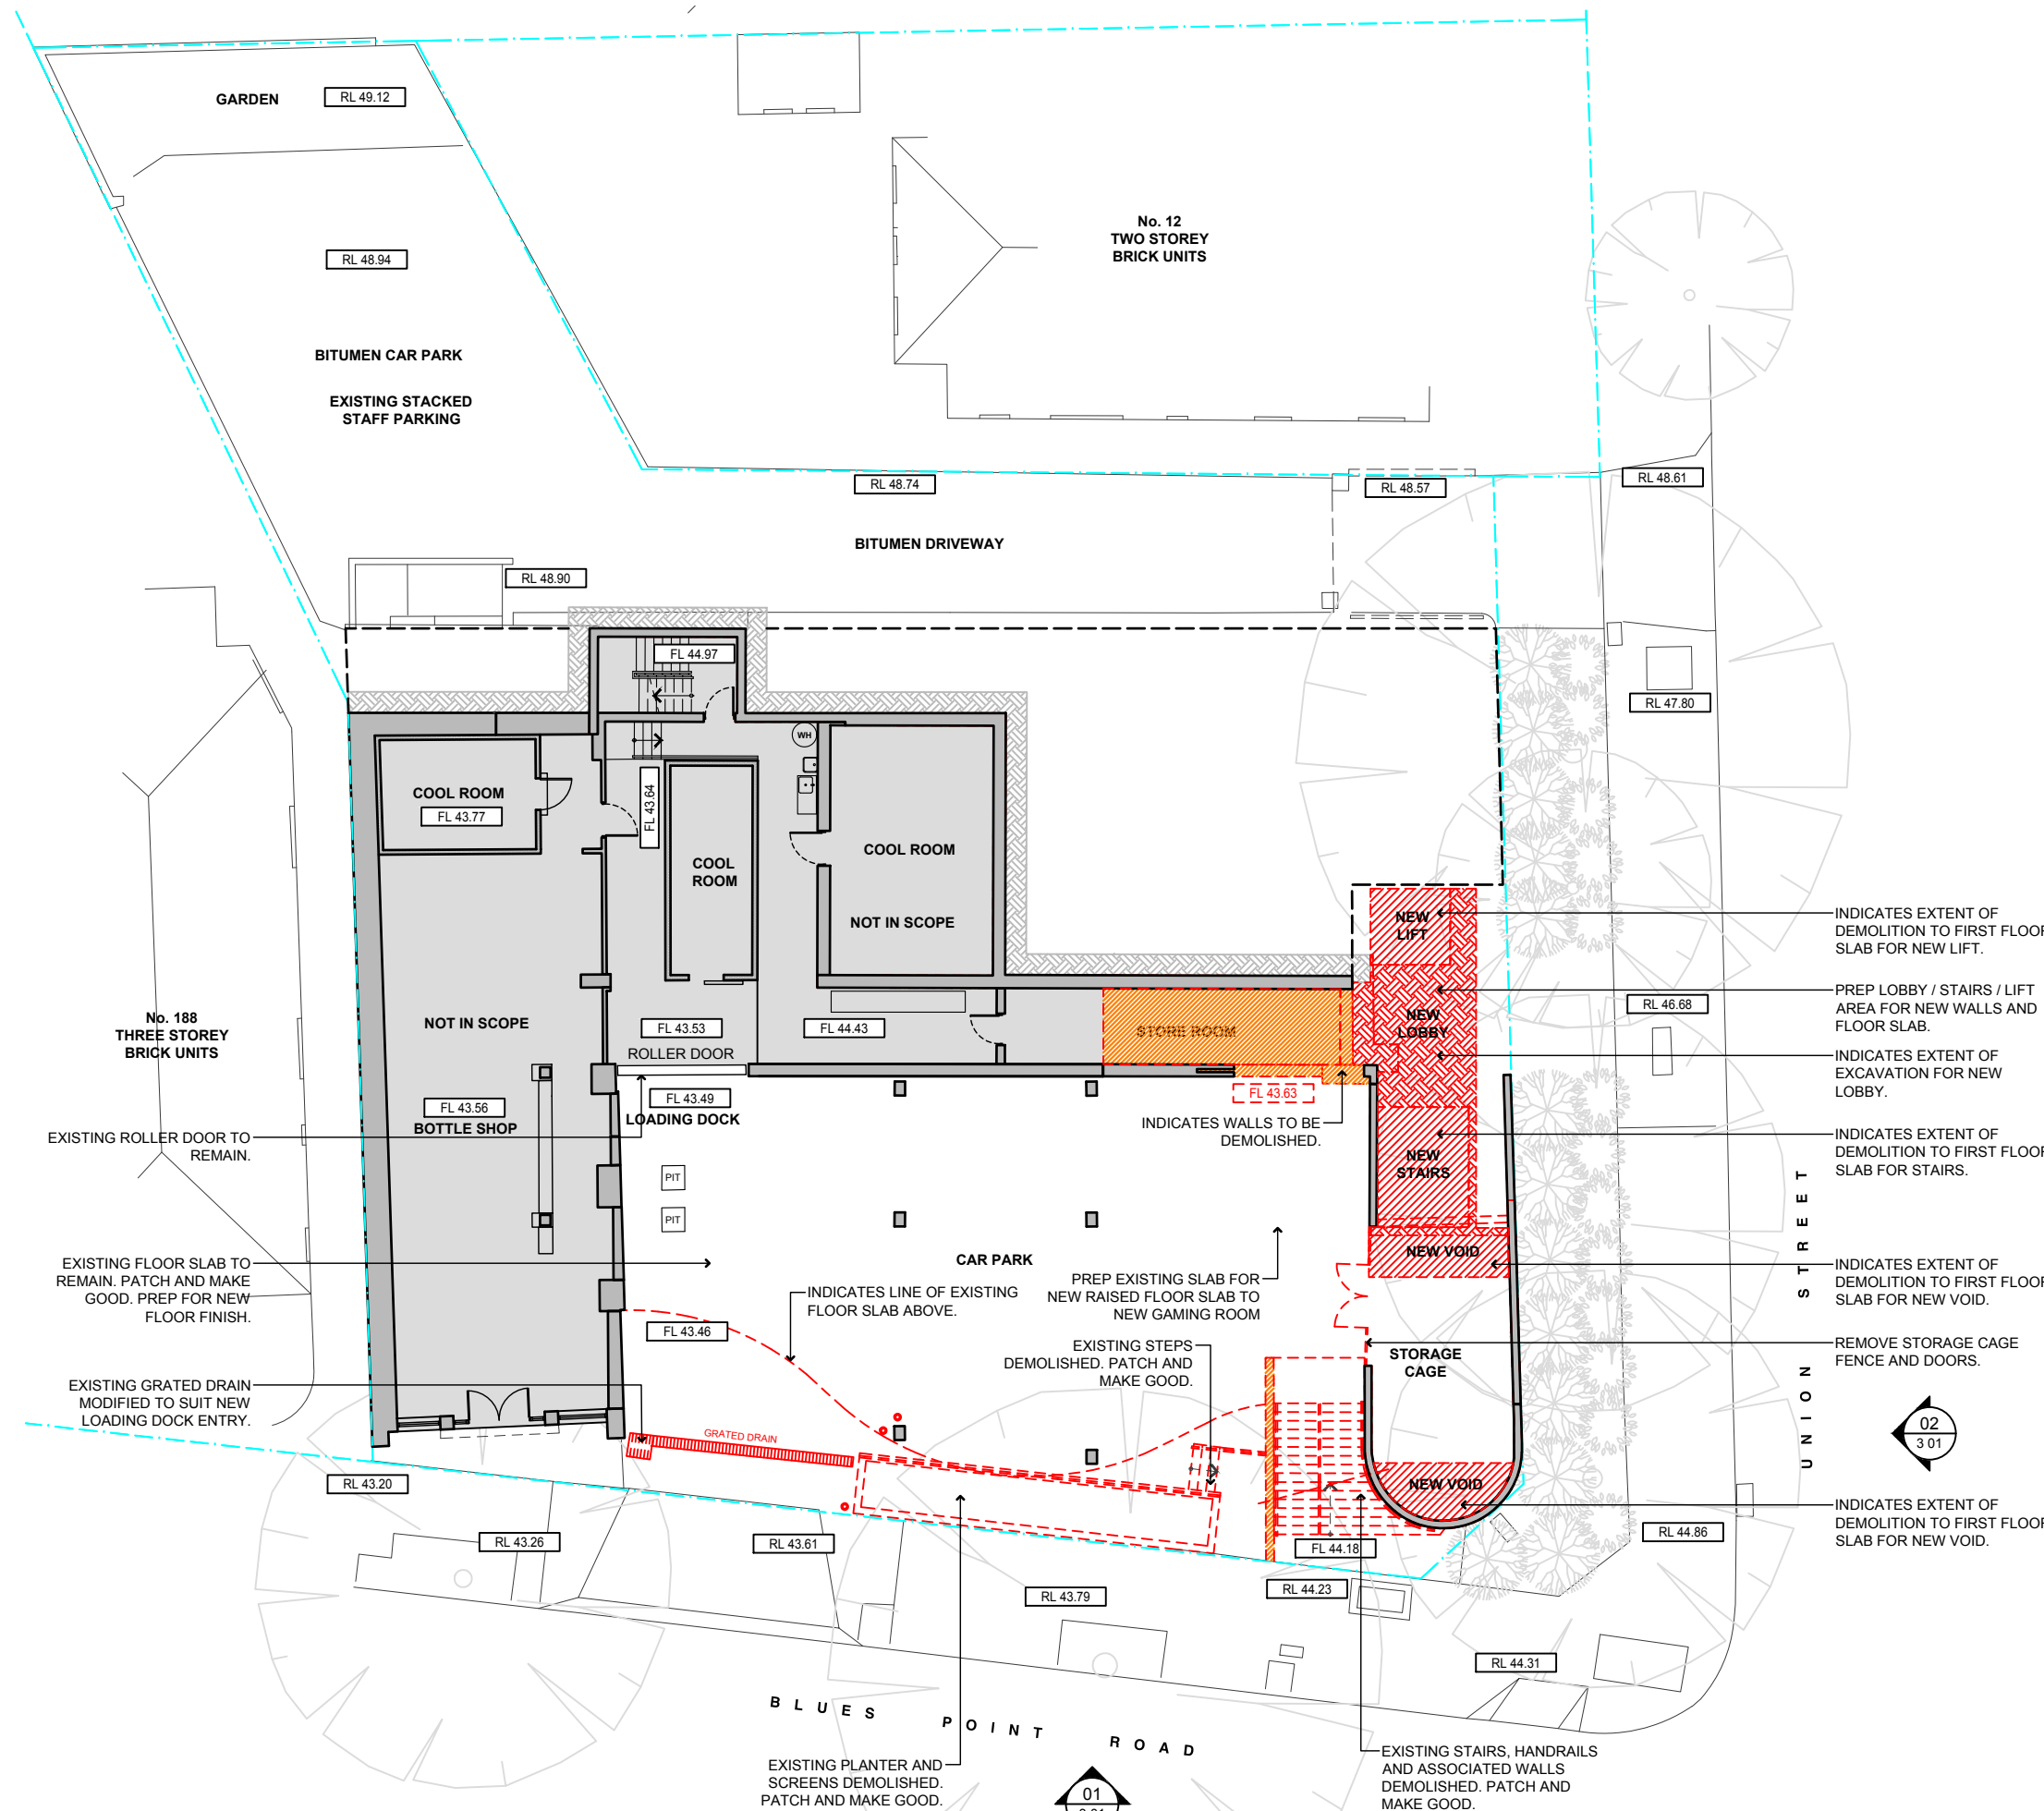 GARDEN
RL 49.12
No. 12
TWO STOREY
BRICK UNITS
RL 48.94
BITUMEN CAR PARK
EXISTING STACKED
STAFF PARKING
RL 48.74
RL 48.57
RL 48.61
BITUMEN DRIVEWAY
RL 48.90
FL 44.97
RL 47.80
WH
COOL ROOM
FL 43.77
FL 43.64
COOL
ROOM
COOL ROOM
NOT IN SCOPE
NEW
LIFT
INDICATES EXTENT OF
DEMOLITION TO FIRST FLOOR
SLAB FOR NEW LIFT.
PREP LOBBY / STAIRS / LIFT
AREA FOR NEW WALLS AND
FLOOR SLAB.
RL 46.68
No. 188
THREE STOREY
BRICK UNITS
NOT IN SCOPE
FL 43.53
ROLLER DOOR
FL 44.43
STORE ROOM
NEW
LOBBY
INDICATES EXTENT OF
EXCAVATION FOR NEW
LOBBY.
FL 43.49
LOADING DOCK
FL 43.63
FL 43.56
BOTTLE SHOP
EXISTING ROLLER DOOR TO
REMAIN.
INDICATES WALLS TO BE
DEMOLISHED.
INDICATES EXTENT OF
DEMOLITION TO FIRST FLOOR
SLAB FOR STAIRS.
NEW
STAIRS
PIT
PIT
UNION STREET
CAR PARK
NEW VOID
EXISTING FLOOR SLAB TO
REMAIN. PATCH AND MAKE
GOOD. PREP FOR NEW
FLOOR FINISH.
INDICATES LINE OF EXISTING
FLOOR SLAB ABOVE.
PREP EXISTING SLAB FOR
NEW RAISED FLOOR SLAB TO
NEW GAMING ROOM
INDICATES EXTENT OF
DEMOLITION TO FIRST FLOOR
SLAB FOR NEW VOID.
FL 43.46
EXISTING STEPS
DEMOLISHED. PATCH AND
MAKE GOOD.
STORAGE
CAGE
REMOVE STORAGE CAGE
FENCE AND DOORS.
EXISTING GRATED DRAIN
MODIFIED TO SUIT NEW
LOADING DOCK ENTRY.
GRATED DRAIN
02
3 01
NEW VOID
RL 43.20
INDICATES EXTENT OF
DEMOLITION TO FIRST FLOOR
SLAB FOR NEW VOID.
RL 43.26
RL 43.61
FL 44.18
RL 44.86
RL 43.79
RL 44.23
RL 44.31
BLUES POINT ROAD
EXISTING PLANTER AND
SCREENS DEMOLISHED.
PATCH AND MAKE GOOD.
01
EXISTING STAIRS, HANDRAILS
AND ASSOCIATED WALLS
DEMOLISHED. PATCH AND
MAKE GOOD.